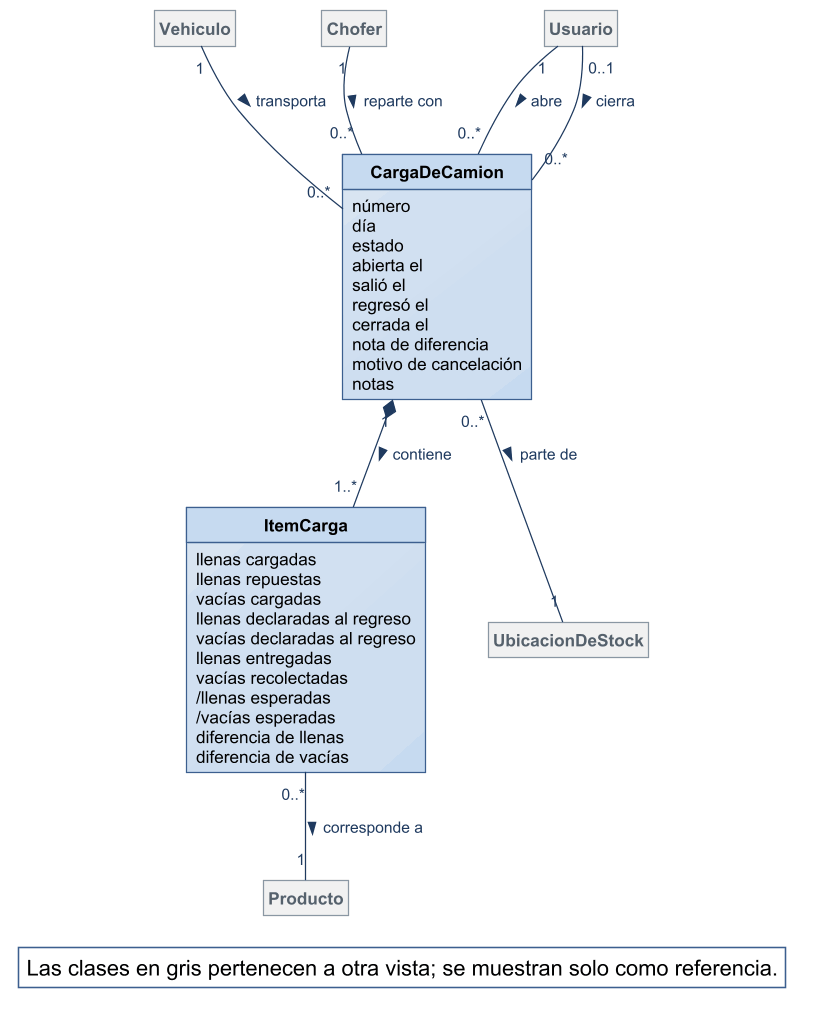 Vehiculo
Chofer
Usuario
1
1
1
0..1
transporta
reparte con
abre
cierra
0..*
0..*
0..*
0..*
CargaDeCamion
número
día
estado
abierta el
salió el
regresó el
cerrada el
nota de diferencia
motivo de cancelación
notas
1
0..*
contiene
parte de
1..*
ItemCarga
llenas cargadas
llenas repuestas
vacías cargadas
llenas declaradas al regreso
vacías declaradas al regreso
llenas entregadas
vacías recolectadas
/llenas esperadas
/vacías esperadas
diferencia de llenas
diferencia de vacías
1
UbicacionDeStock
0..*
corresponde a
1
Producto
Las clases en gris pertenecen a otra vista; se muestran solo como referencia.